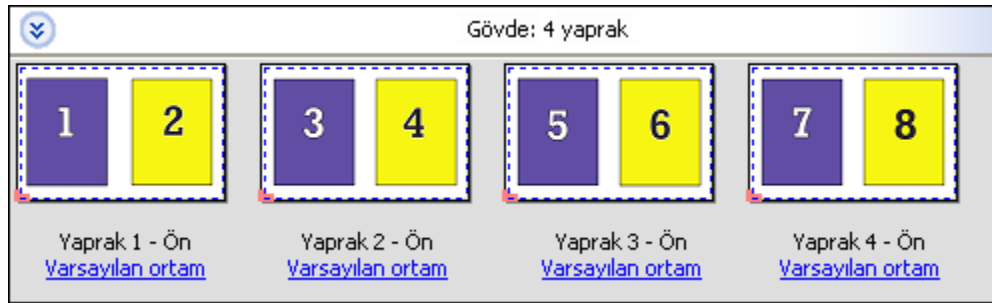 Gövde: 4 yaprak
1 2 3 4 5 6 7 8
Yaprak 1 - Ön Yaprak 2 - Ön Yaprak 3 - Ön Yaprak 4 - Ön
Varsayılan ortam Varsayılan ortam Varsayılan ortam Varsayılan ortam